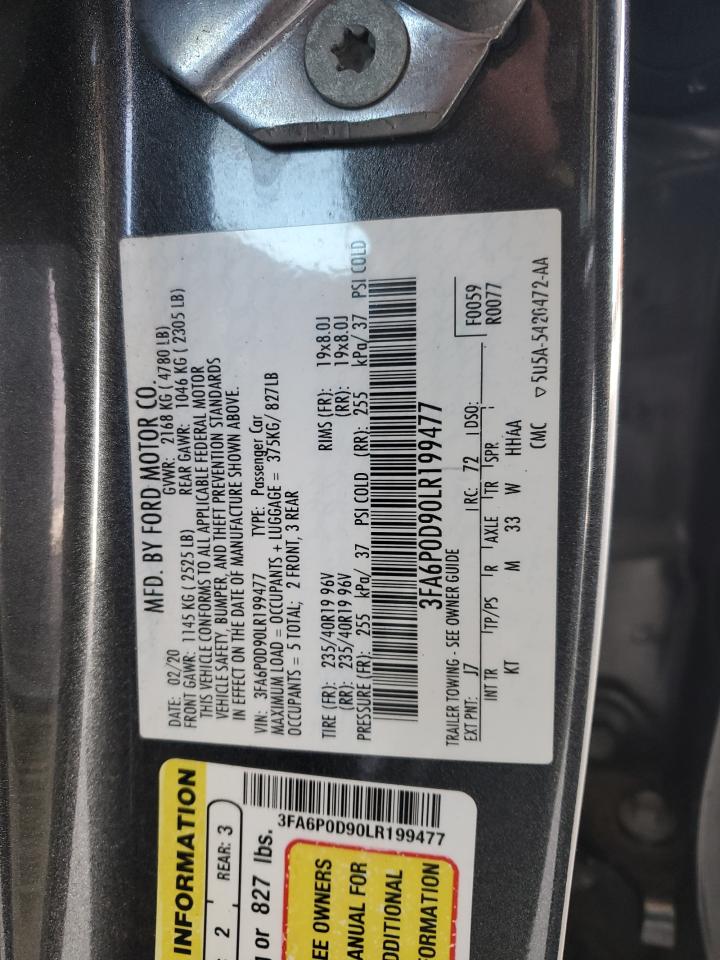 MFD. BY FORD MOTOR CO.
DATE: 02/20 GVWR: 2168 KG ( 4780 LB)
FRONT GAWR: 1145 KG ( 2525 LB) REAR GAWR: 1046 KG ( 2305 LB)
THIS VEHICLE CONFORMS TO ALL APPLICABLE FEDERAL MOTOR
VEHICLE SAFETY, BUMPER, AND THEFT PREVENTION STANDARDS
IN EFFECT ON THE DATE OF MANUFACTURE SHOWN ABOVE.
VIN: 3FA6P0D90LR199477 TYPE: Passenger Car
MAXIMUM LOAD = OCCUPANTS + LUGGAGE = 375KG/ 827LB
OCCUPANTS = 5 TOTAL; 2 FRONT, 3 REAR
TIRE (FR): 235/40R19 96V RIMS (FR): 19x8.0J
(RR): 235/40R19 96V (RR): 19x8.0J
PRESSURE (FR): 255 kPa/ 37 PSI COLD (RR): 255 kPa/ 37 PSI COLD
3FA6P0D90LR199477
TRAILER TOWING - SEE OWNER GUIDE
EXT PNT: J7 RC: 72 DSO: F0059
R0077
INT TR TP/PS R AXLE TR SPR
KT M 33 W HHAA
CMC ▽5U5A-5420472-AA
INFORMATION
2 REAR: 3
or 827 lbs.
3FA6P0D90LR199477
EE OWNERS
ANUAL FOR
DDITIONAL
FORMATION